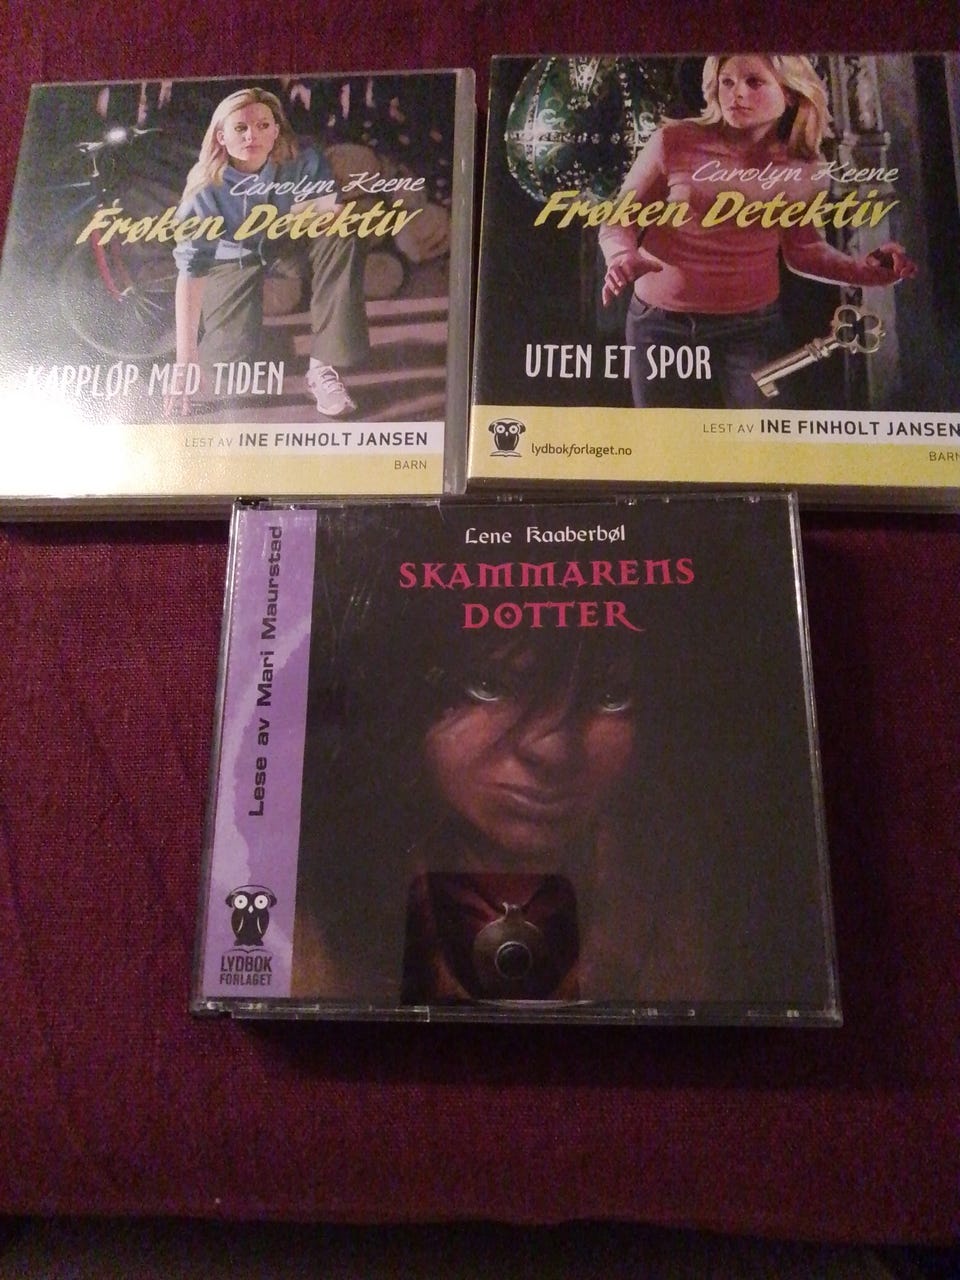 Carolyn Keene
Frøken Detektiv
KAPPLØP MED TIDEN
LEST AV INE FINHOLT JANSEN
BARN
Carolyn Keene
Frøken Detektiv
UTEN ET SPOR
LEST AV INE FINHOLT JANSEN
lydbokforlaget.no
BARN
Lese av Mari Maurstad
LYDBOK
FORLAGET
Lene Kaaberbøl
SKAMMARENS
DOTTER